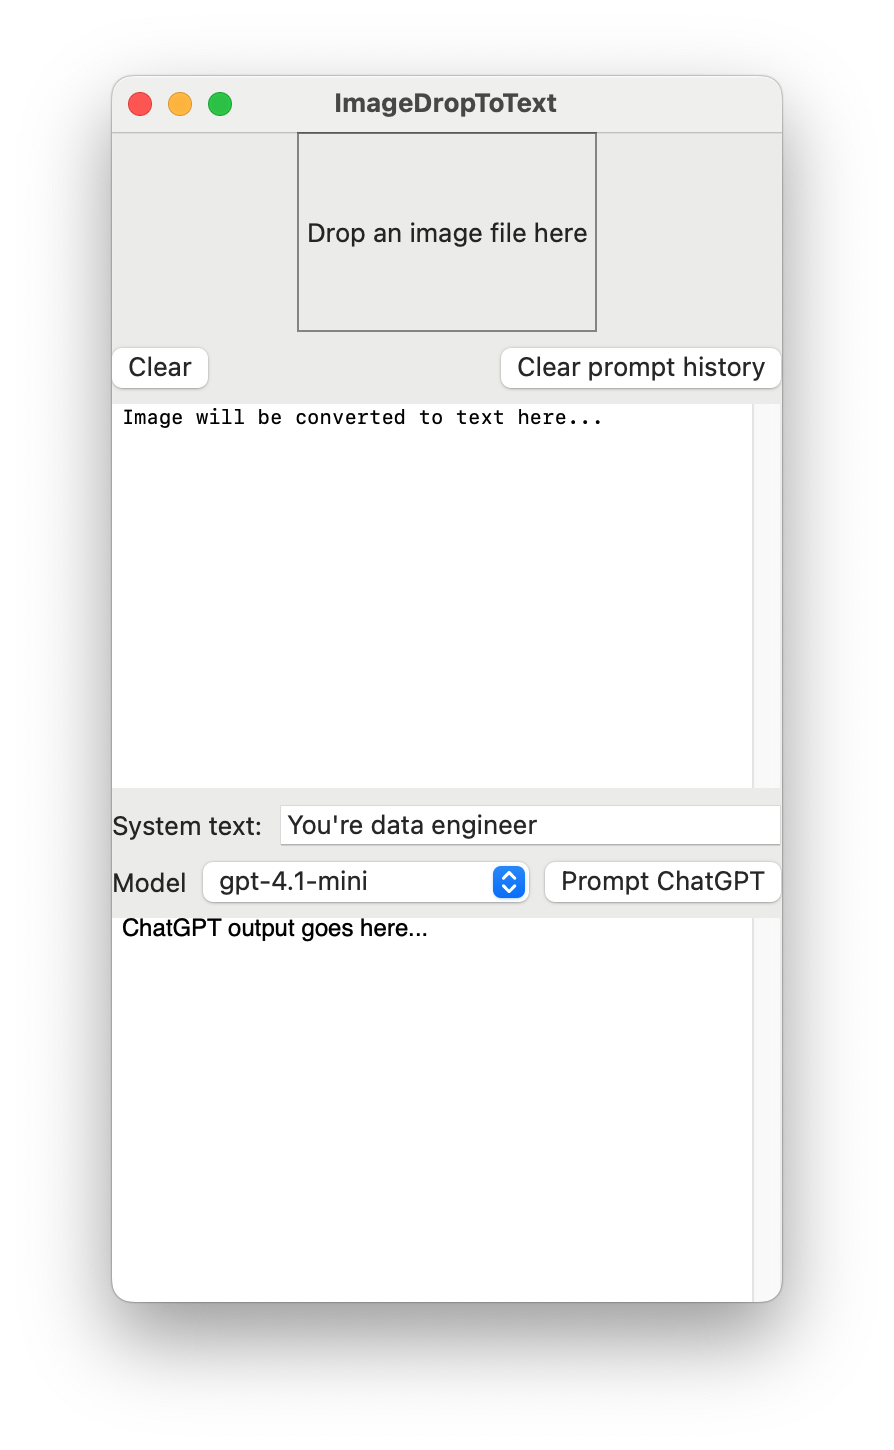 ImageDropToText
Drop an image file here
Clear
Clear prompt history
Image will be converted to text here...
System text: You're data engineer
Model gpt-4.1-mini Prompt ChatGPT
ChatGPT output goes here...